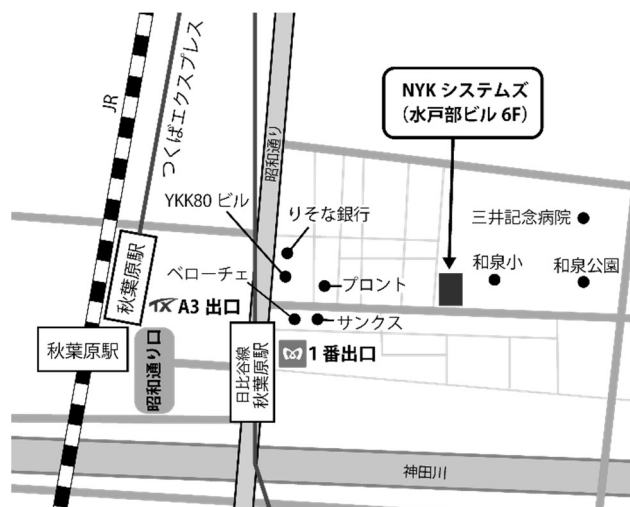 JR
つくばエクスプレス
昭和通り
NYK システムズ
（水戸部ビル 6F）
YKK80 ビル
りそな銀行
三井記念病院
ベローチェ
プロント
和泉小
和泉公園
秋葉原駅
TX A3 出口
サンクス
秋葉原駅
昭和通り口
日比谷線
秋葉原駅
1 番出口
神田川